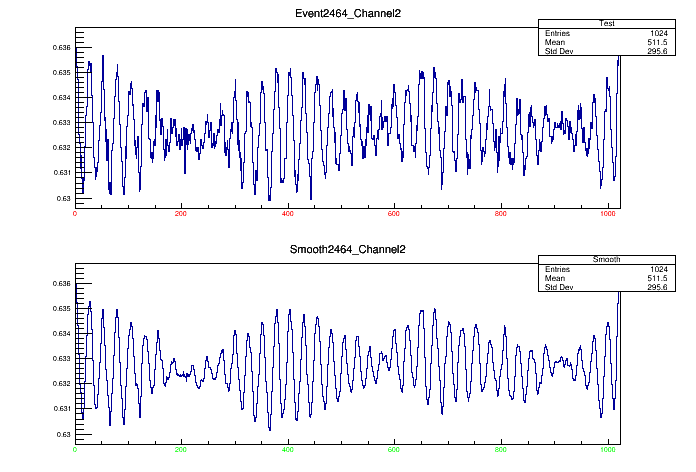 Event2464_Channel2
Test
Entries 1024
Mean 511.5
Std Dev 295.6
0.636
0.635
0.634
0.633
0.632
0.631
0.63
0 200 400 600 800 1000
Smooth2464_Channel2
Smooth
Entries 1024
Mean 511.5
Std Dev 295.6
0.636
0.635
0.634
0.633
0.632
0.631
0.63
0 200 400 600 800 1000